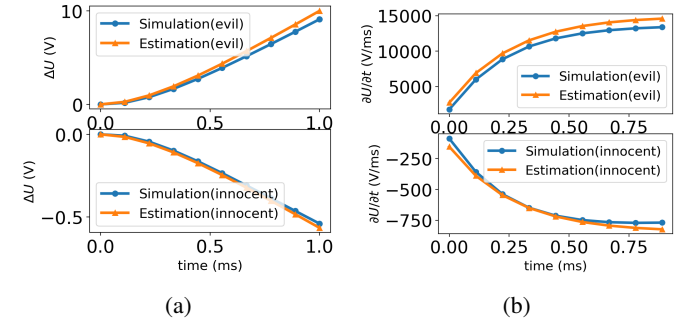 10
0
ΔU (V)
Simulation(evil)
Estimation(evil)
0.0 0.5 1.0
0.0
−0.5
ΔU (V)
Simulation(innocent)
Estimation(innocent)
0.0 0.5 1.0
time (ms)
(a)
15000
10000
5000
∂U/∂t (V/ms)
Simulation(evil)
Estimation(evil)
0.00 0.25 0.50 0.75
−250
−500
−750
∂U/∂t (V/ms)
Simulation(innocent)
Estimation(innocent)
0.00 0.25 0.50 0.75
time (ms)
(b)